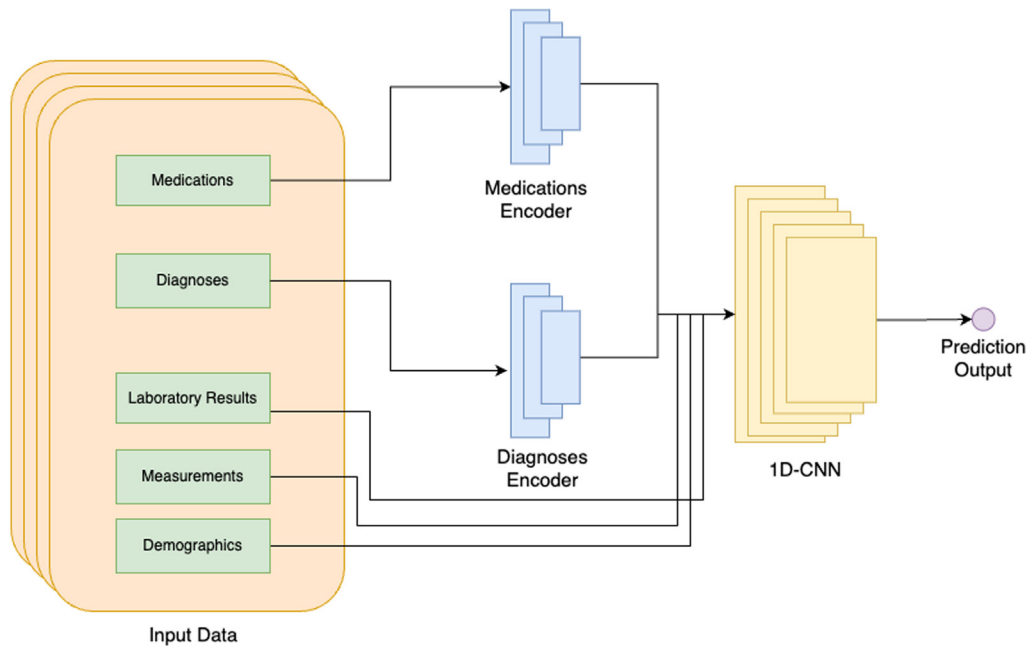 Medications
Diagnoses
Laboratory Results
Measurements
Demographics
Input Data
Medications
Encoder
Diagnoses
Encoder
1D-CNN
Prediction
Output